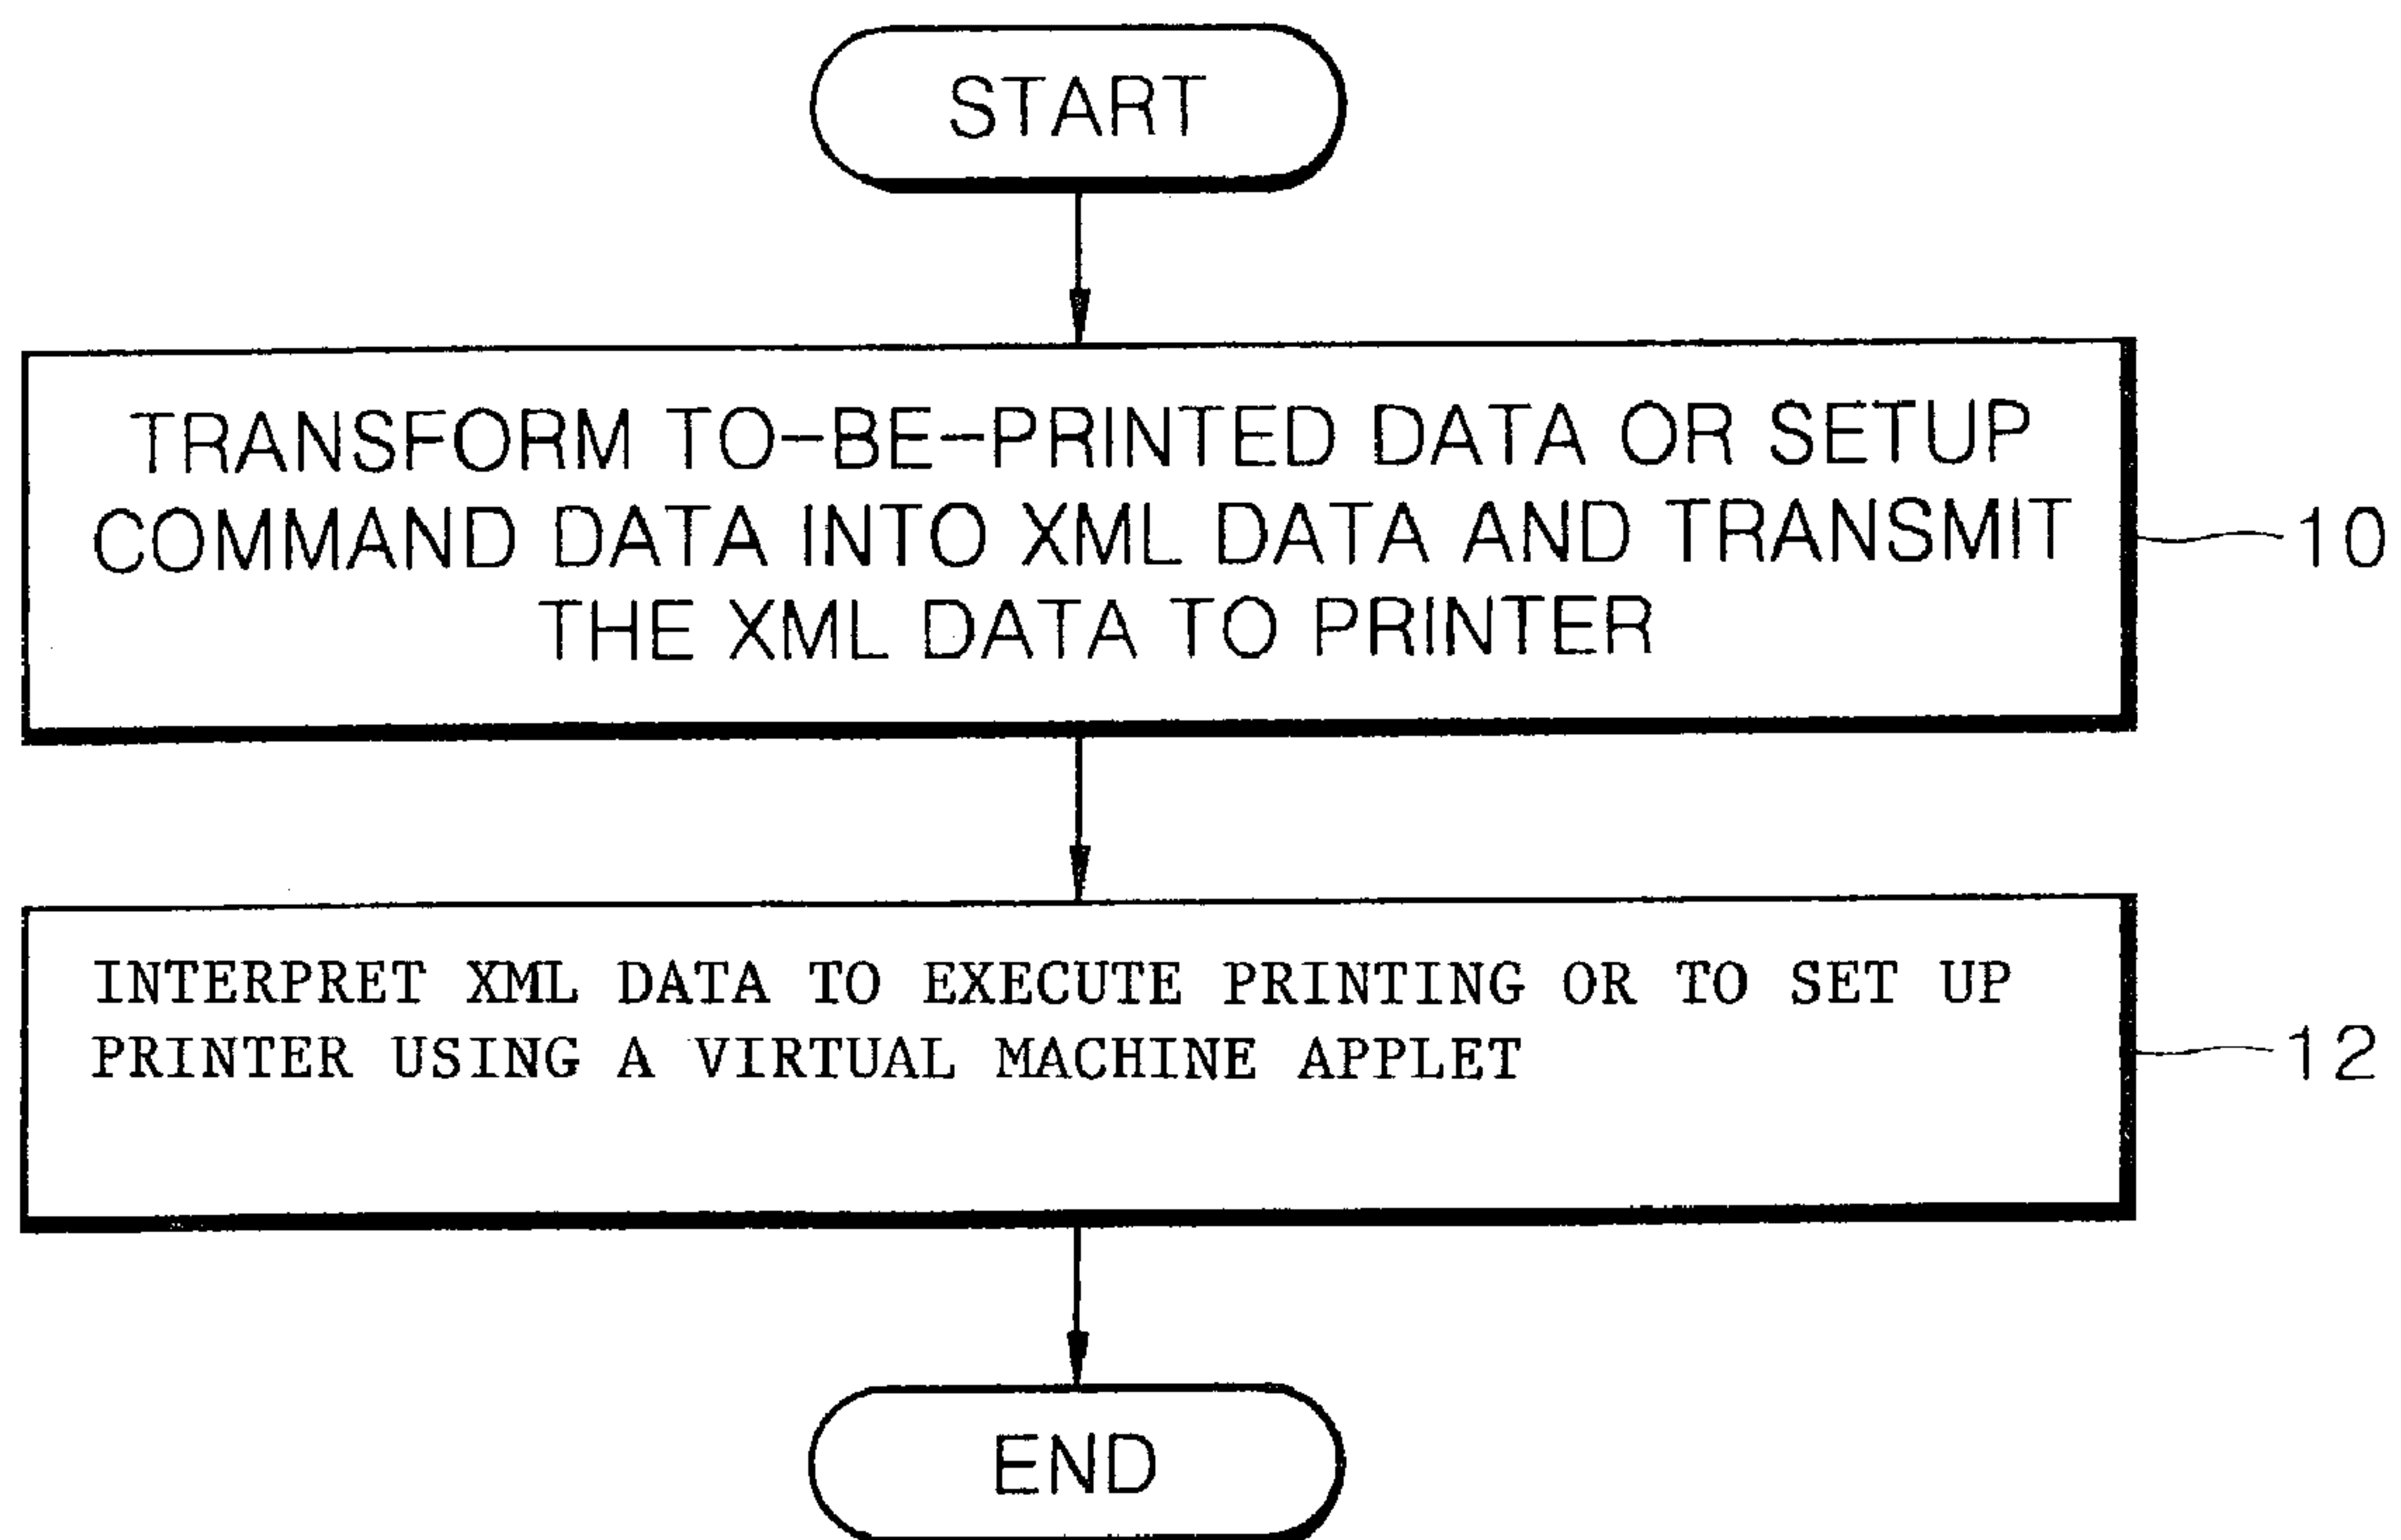 START
TRANSFORM TO-BE-PRINTED DATA OR SETUP
COMMAND DATA INTO XML DATA AND TRANSMIT
THE XML DATA TO PRINTER
10
INTERPRET XML DATA TO EXECUTE PRINTING OR TO SET UP
PRINTER USING A VIRTUAL MACHINE APPLET
12
END